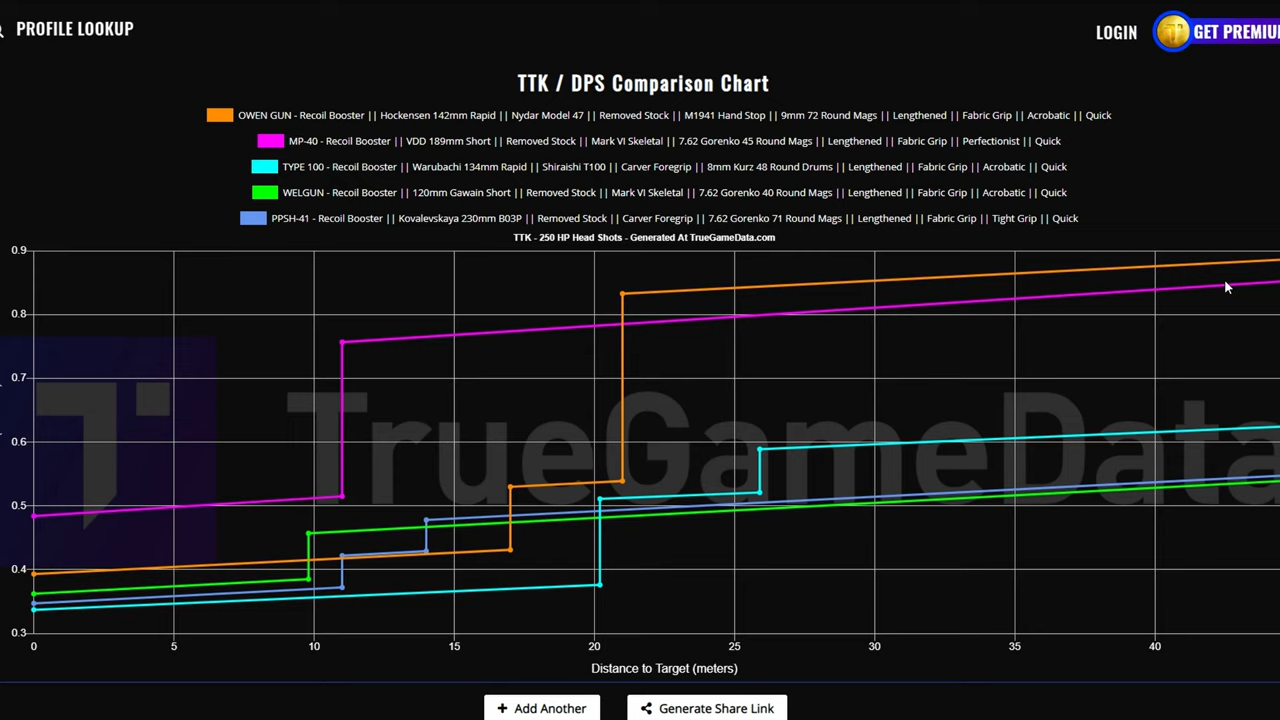 PROFILE LOOKUP
LOGIN
GET PREMIUM
TTK / DPS Comparison Chart
OWEN GUN - Recoil Booster || Hockensen 142mm Rapid || Nydar Model 47 || Removed Stock || M1941 Hand Stop || 9mm 72 Round Mags || Lengthened || Fabric Grip || Acrobatic || Quick
MP-40 - Recoil Booster || VDD 189mm Short || Removed Stock || Mark VI Skeletal || 7.62 Gorenko 45 Round Mags || Lengthened || Fabric Grip || Perfectionist || Quick
TYPE 100 - Recoil Booster || Warubachi 134mm Rapid || Shiraishi T100 || Carver Foregrip || 8mm Kurz 48 Round Drums || Lengthened || Fabric Grip || Acrobatic || Quick
WELGUN - Recoil Booster || 120mm Gawain Short || Removed Stock || Mark VI Skeletal || 7.62 Gorenko 40 Round Mags || Lengthened || Fabric Grip || Acrobatic || Quick
PPSH-41 - Recoil Booster || Kovalevskaya 230mm B03P || Removed Stock || Carver Foregrip || 7.62 Gorenko 71 Round Mags || Lengthened || Fabric Grip || Tight Grip || Quick
TTK - 250 HP Head Shots - Generated At TrueGameData.com
0.9
0.8
0.7
0.6
0.5
0.4
0.3
TrueGameData
0 5 10 15 20 25 30 35 40
Distance to Target (meters)
+ Add Another
Generate Share Link